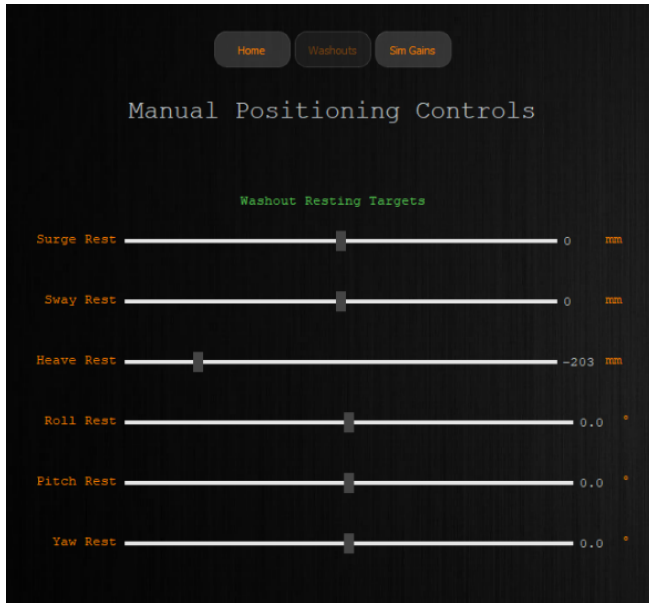 Home Washouts Sim Gains
Manual Positioning Controls
Washout Resting Targets
Surge Rest 0 mm
Sway Rest 0 mm
Heave Rest -203 mm
Roll Rest 0.0 °
Pitch Rest 0.0 °
Yaw Rest 0.0 °